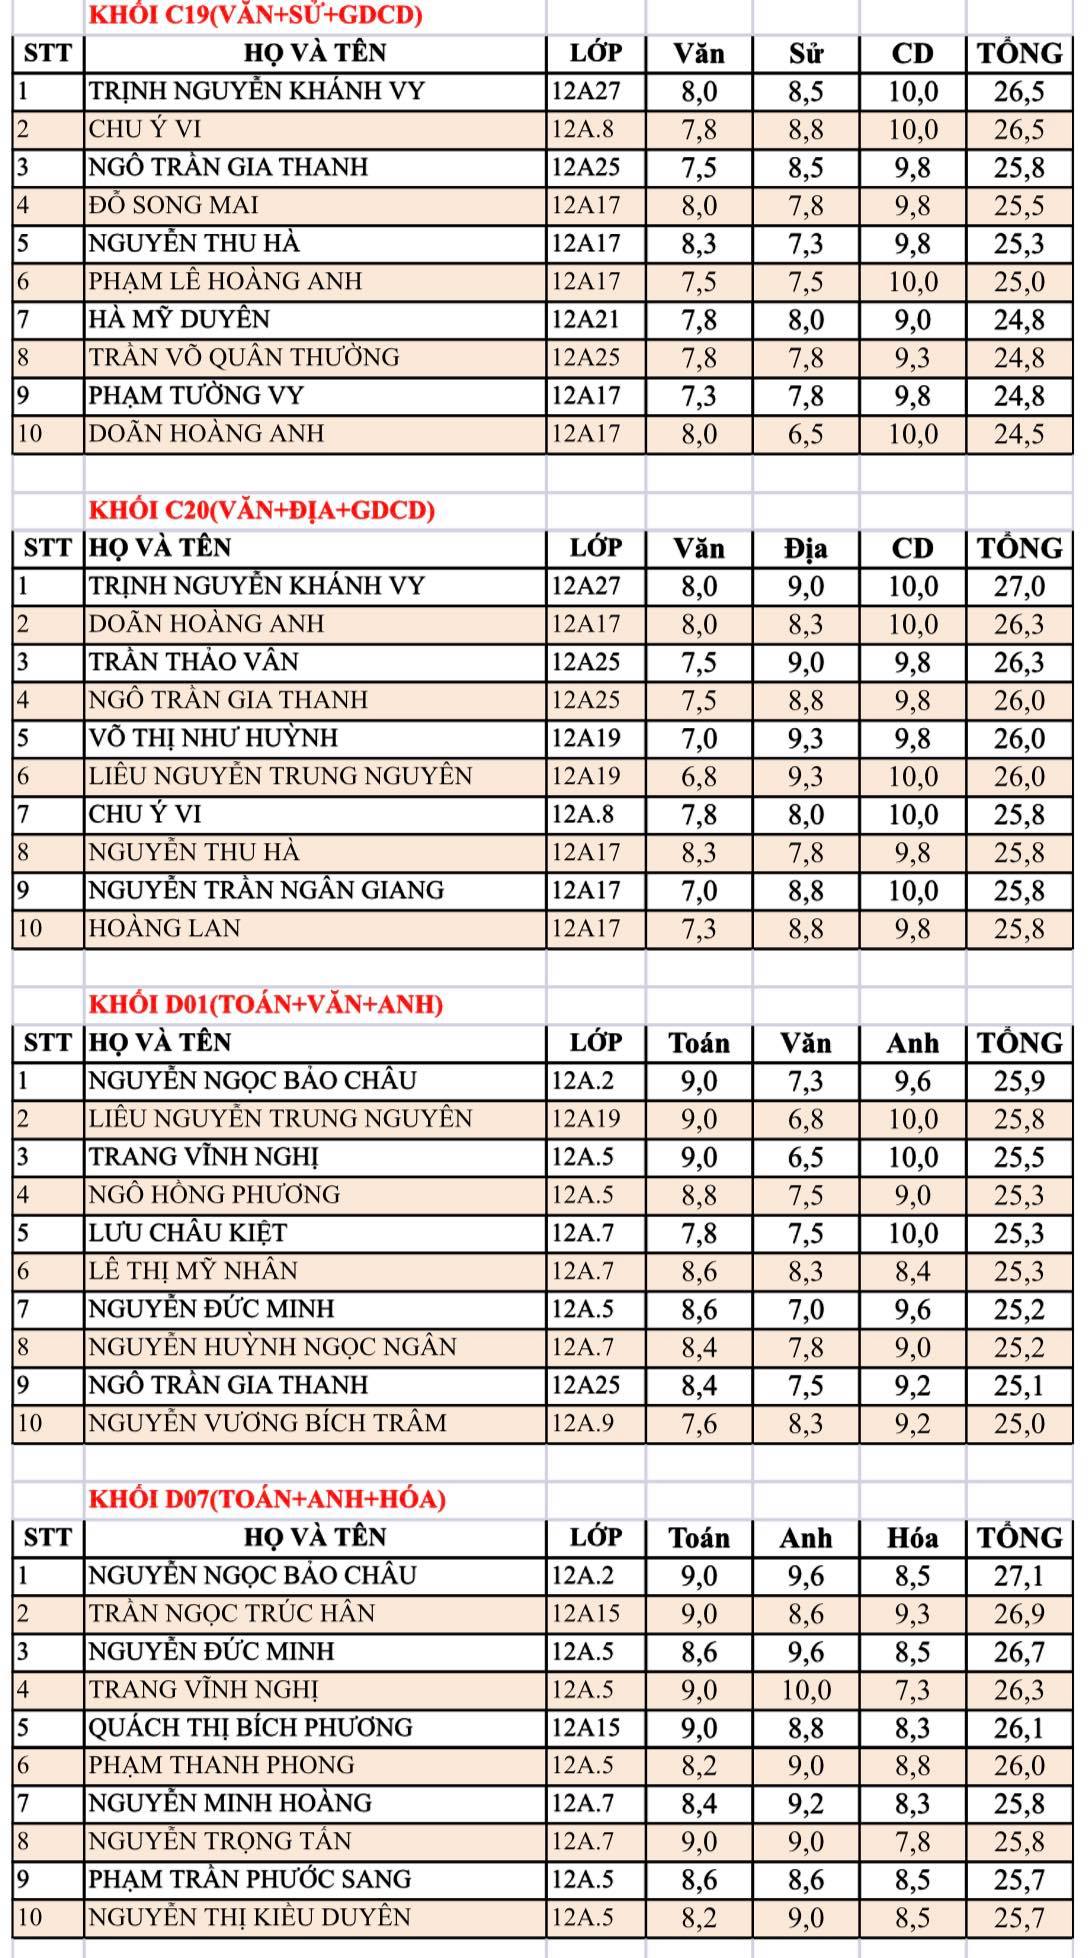 KHỐI C19(VĂN+SỬ+GDCD)
STT HỌ VÀ TÊN LỚP Văn Sử CD TỔNG
1 TRỊNH NGUYỄN KHÁNH VY 12A27 8,0 8,5 10,0 26,5
2 CHU Ý VI 12A.8 7,8 8,8 10,0 26,5
3 NGÔ TRẦN GIA THANH 12A25 7,5 8,5 9,8 25,8
4 ĐỖ SONG MAI 12A17 8,0 7,8 9,8 25,5
5 NGUYỄN THU HÀ 12A17 8,3 7,3 9,8 25,3
6 PHẠM LÊ HOÀNG ANH 12A17 7,5 7,5 10,0 25,0
7 HÀ MỸ DUYÊN 12A21 7,8 8,0 9,0 24,8
8 TRẦN VÕ QUÂN THƯỜNG 12A25 7,8 7,8 9,3 24,8
9 PHẠM TƯỜNG VY 12A17 7,3 7,8 9,8 24,8
10 DOÃN HOÀNG ANH 12A17 8,0 6,5 10,0 24,5
KHỐI C20(VĂN+ĐỊA+GDCD)
STT HỌ VÀ TÊN LỚP Văn Địa CD TỔNG
1 TRỊNH NGUYỄN KHÁNH VY 12A27 8,0 9,0 10,0 27,0
2 DOÃN HOÀNG ANH 12A17 8,0 8,3 10,0 26,3
3 TRẦN THẢO VÂN 12A25 7,5 9,0 9,8 26,3
4 NGÔ TRẦN GIA THANH 12A25 7,5 8,8 9,8 26,0
5 VÕ THỊ NHƯ HUỲNH 12A19 7,0 9,3 9,8 26,0
6 LIÊU NGUYỄN TRUNG NGUYÊN 12A19 6,8 9,3 10,0 26,0
7 CHU Ý VI 12A.8 7,8 8,0 10,0 25,8
8 NGUYỄN THU HÀ 12A17 8,3 7,8 9,8 25,8
9 NGUYỄN TRẦN NGÂN GIANG 12A17 7,0 8,8 10,0 25,8
10 HOÀNG LAN 12A17 7,3 8,8 9,8 25,8
KHỐI D01(TOÁN+VĂN+ANH)
STT HỌ VÀ TÊN LỚP Toán Văn Anh TỔNG
1 NGUYỄN NGỌC BẢO CHÂU 12A.2 9,0 7,3 9,6 25,9
2 LIÊU NGUYỄN TRUNG NGUYÊN 12A19 9,0 6,8 10,0 25,8
3 TRANG VĨNH NGHỊ 12A.5 9,0 6,5 10,0 25,5
4 NGÔ HỒNG PHƯƠNG 12A.5 8,8 7,5 9,0 25,3
5 LƯU CHÂU KIỆT 12A.7 7,8 7,5 10,0 25,3
6 LÊ THỊ MỸ NHÂN 12A.7 8,6 8,3 8,4 25,3
7 NGUYỄN ĐỨC MINH 12A.5 8,6 7,0 9,6 25,2
8 NGUYỄN HUỲNH NGỌC NGÂN 12A.7 8,4 7,8 9,0 25,2
9 NGÔ TRẦN GIA THANH 12A25 8,4 7,5 9,2 25,1
10 NGUYỄN VƯƠNG BÍCH TRÂM 12A.9 7,6 8,3 9,2 25,0
KHỐI D07(TOÁN+ANH+HÓA)
STT HỌ VÀ TÊN LỚP Toán Anh Hóa TỔNG
1 NGUYỄN NGỌC BẢO CHÂU 12A.2 9,0 9,6 8,5 27,1
2 TRẦN NGỌC TRÚC HÂN 12A15 9,0 8,6 9,3 26,9
3 NGUYỄN ĐỨC MINH 12A.5 8,6 9,6 8,5 26,7
4 TRANG VĨNH NGHỊ 12A.5 9,0 10,0 7,3 26,3
5 QUÁCH THỊ BÍCH PHƯƠNG 12A15 9,0 8,8 8,3 26,1
6 PHẠM THANH PHONG 12A.5 8,2 9,0 8,8 26,0
7 NGUYỄN MINH HOÀNG 12A.7 8,4 9,2 8,3 25,8
8 NGUYỄN TRỌNG TẤN 12A.7 9,0 9,0 7,8 25,8
9 PHẠM TRẦN PHƯỚC SANG 12A.5 8,6 8,6 8,5 25,7
10 NGUYỄN THỊ KIỀU DUYÊN 12A.5 8,2 9,0 8,5 25,7